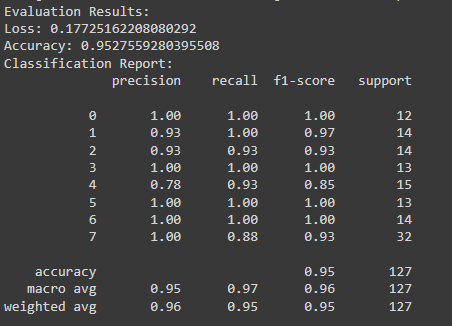 Evaluation Results:
Loss: 0.17725162208080292
Accuracy: 0.9527559280395508
Classification Report:
precision recall f1-score support
0 1.00 1.00 1.00 12
1 0.93 1.00 0.97 14
2 0.93 0.93 0.93 14
3 1.00 1.00 1.00 13
4 0.78 0.93 0.85 15
5 1.00 1.00 1.00 13
6 1.00 1.00 1.00 14
7 1.00 0.88 0.93 32
accuracy 0.95 127
macro avg 0.95 0.97 0.96 127
weighted avg 0.96 0.95 0.95 127